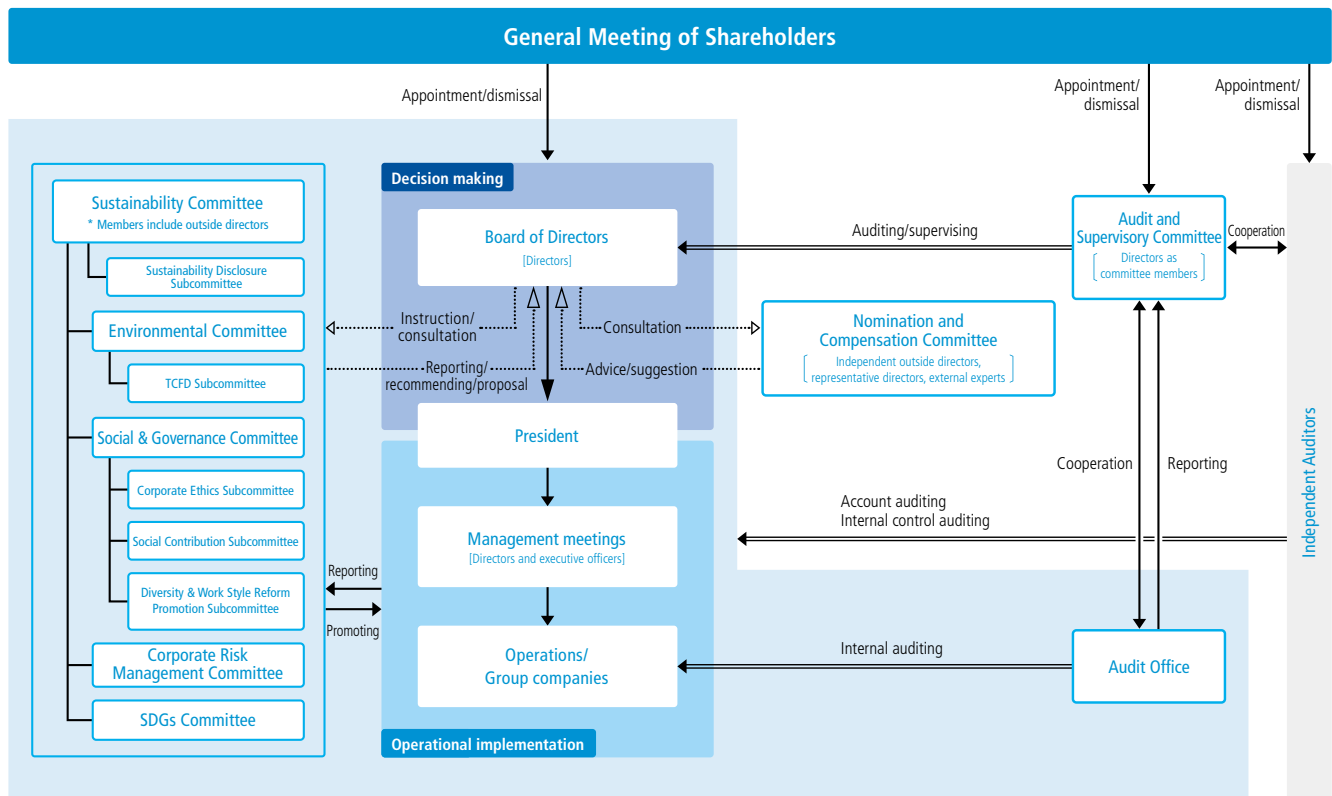 General Meeting of Shareholders
Appointment/dismissal
Appointment/
dismissal
Appointment/
dismissal
Sustainability Committee
* Members include outside directors
Sustainability Disclosure
Subcommittee
Environmental Committee
TCFD Subcommittee
Social & Governance Committee
Corporate Ethics Subcommittee
Social Contribution Subcommittee
Diversity & Work Style Reform
Promotion Subcommittee
Corporate Risk
Management Committee
SDGs Committee
Reporting
Promoting
Decision making
Board of Directors
[Directors]
Instruction/
consultation
Reporting/
recommending/proposal
Consultation
Advice/suggestion
President
Management meetings
[Directors and executive officers]
Operations/
Group companies
Operational implementation
Auditing/supervising
Audit and
Supervisory Committee
Directors as
committee members
Cooperation
Nomination and
Compensation Committee
Independent outside directors,
representative directors, external experts
Cooperation
Reporting
Account auditing
Internal control auditing
Internal auditing
Audit Office
Independent Auditors